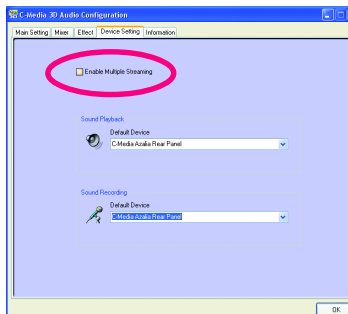 C-Media 3D Audio Configuration
Main Setting Mixer Effect Device Setting Information
Enable Multiple Streaming
Sound Playback
Default Device
C-Media Azalia Rear Panel
Sound Recording
Default Device
C-Media Azalia Rear Panel
OK